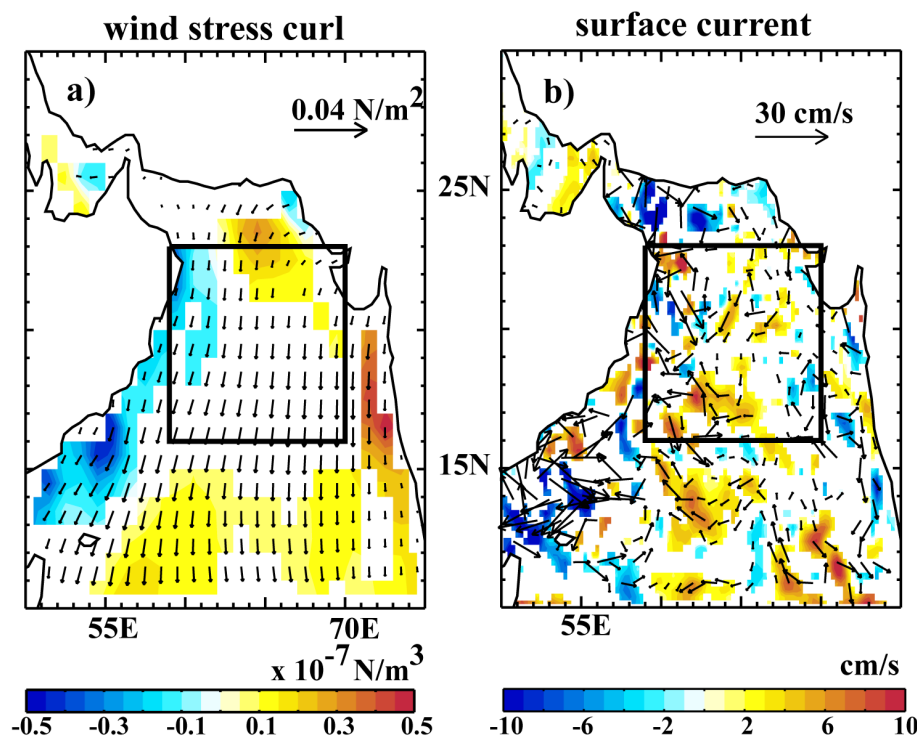 wind stress curl
surface current
a)
0.04 N/m²
b)
30 cm/s
25N
15N
55E
70E
55E
x 10⁻⁷ N/m³
cm/s
-0.5 -0.3 -0.1 0.1 0.3 0.5
-10 -6 -2 2 6 10